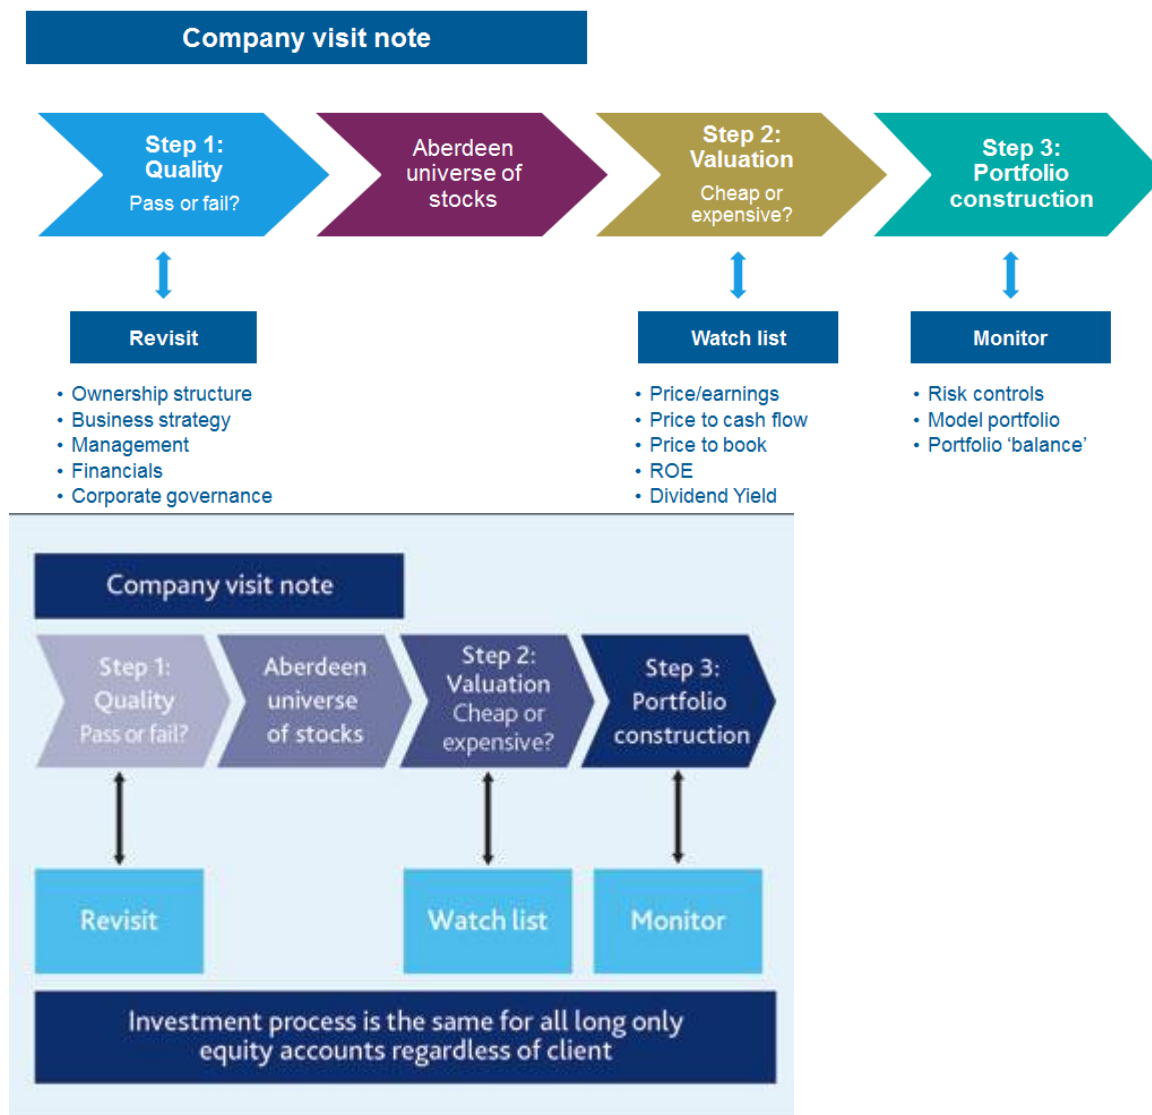 Company visit note
Step 1:
Quality
Pass or fail?
Aberdeen
universe of
stocks
Step 2:
Valuation
Cheap or
expensive?
Step 3:
Portfolio
construction
Revisit
• Ownership structure
• Business strategy
• Management
• Financials
• Corporate governance
Watch list
• Price/earnings
• Price to cash flow
• Price to book
• ROE
• Dividend Yield
Monitor
• Risk controls
• Model portfolio
• Portfolio ‘balance’
Company visit note
Step 1:
Quality
Pass or fail?
Aberdeen
universe
of stocks
Step 2:
Valuation
Cheap or
expensive?
Step 3:
Portfolio
construction
Revisit
Watch list
Monitor
Investment process is the same for all long only
equity accounts regardless of client